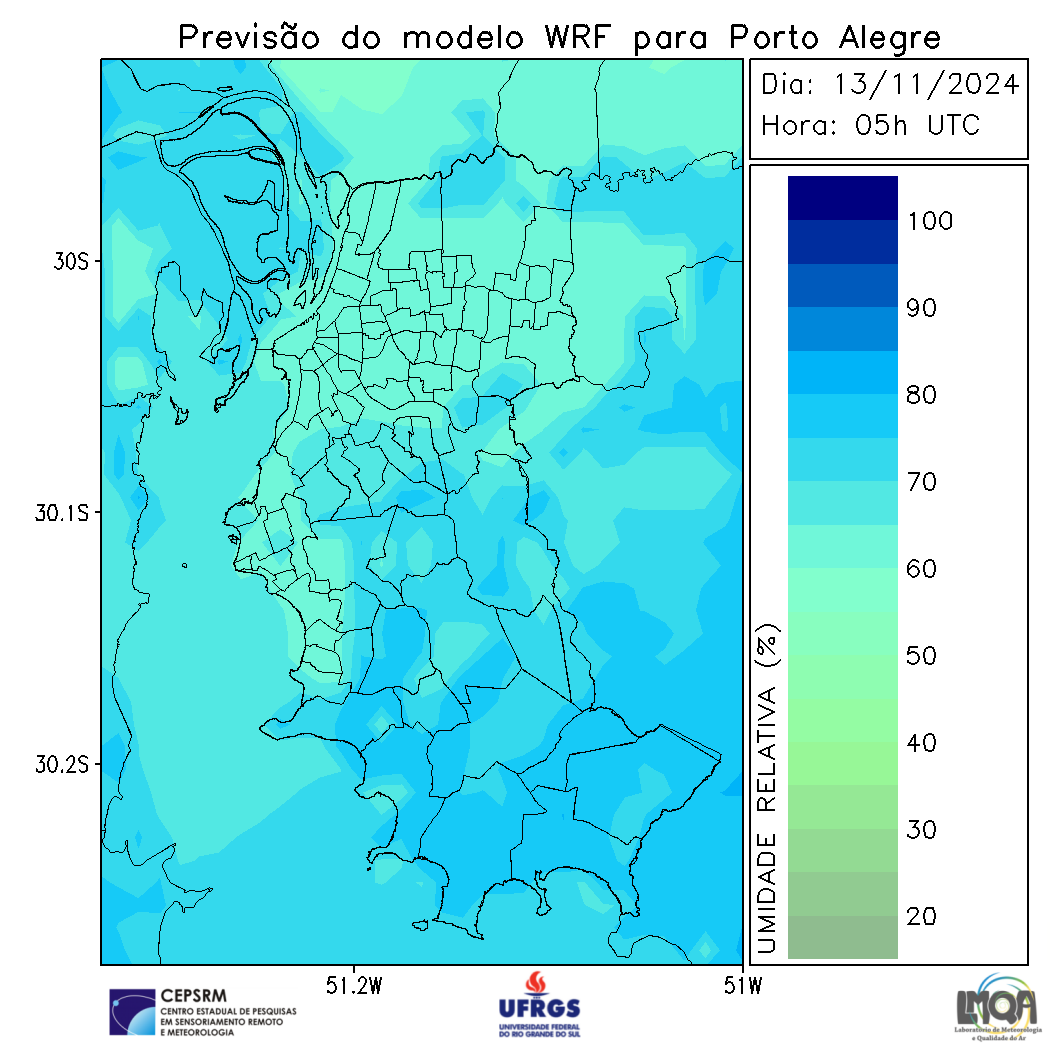 Previsão do modelo WRF para Porto Alegre
Dia: 13/11/2024
Hora: 05h UTC
30S
30.1S
30.2S
51.2W
51W
UMIDADE RELATIVA (%)
100
90
80
70
60
50
40
30
20
CEPSRM
CENTRO ESTADUAL DE PESQUISAS
EM SENSORIAMENTO REMOTO
E METEOROLOGIA
UFRGS
UNIVERSIDADE FEDERAL
DO RIO GRANDE DO SUL
LMQA
Laboratório de Meteorologia
e Qualidade do Ar